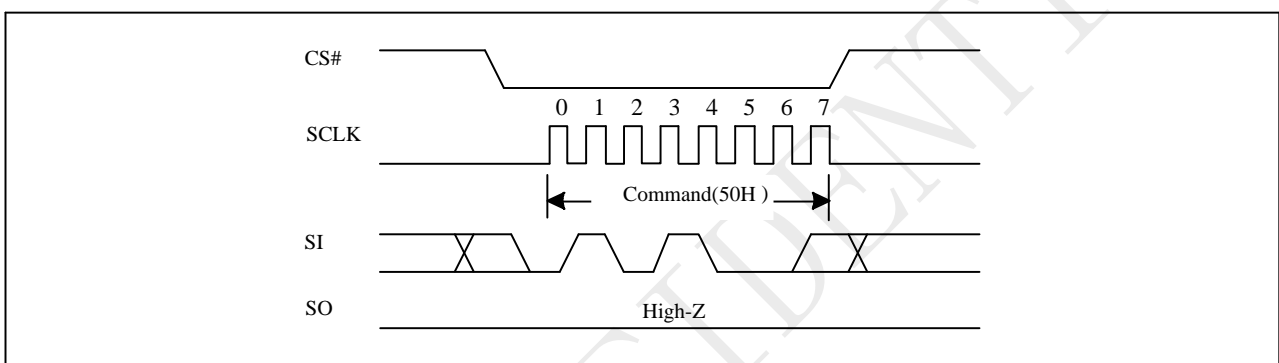 CS#
0 1 2 3 4 5 6 7
SCLK
Command(50H )
SI
SO
High-Z